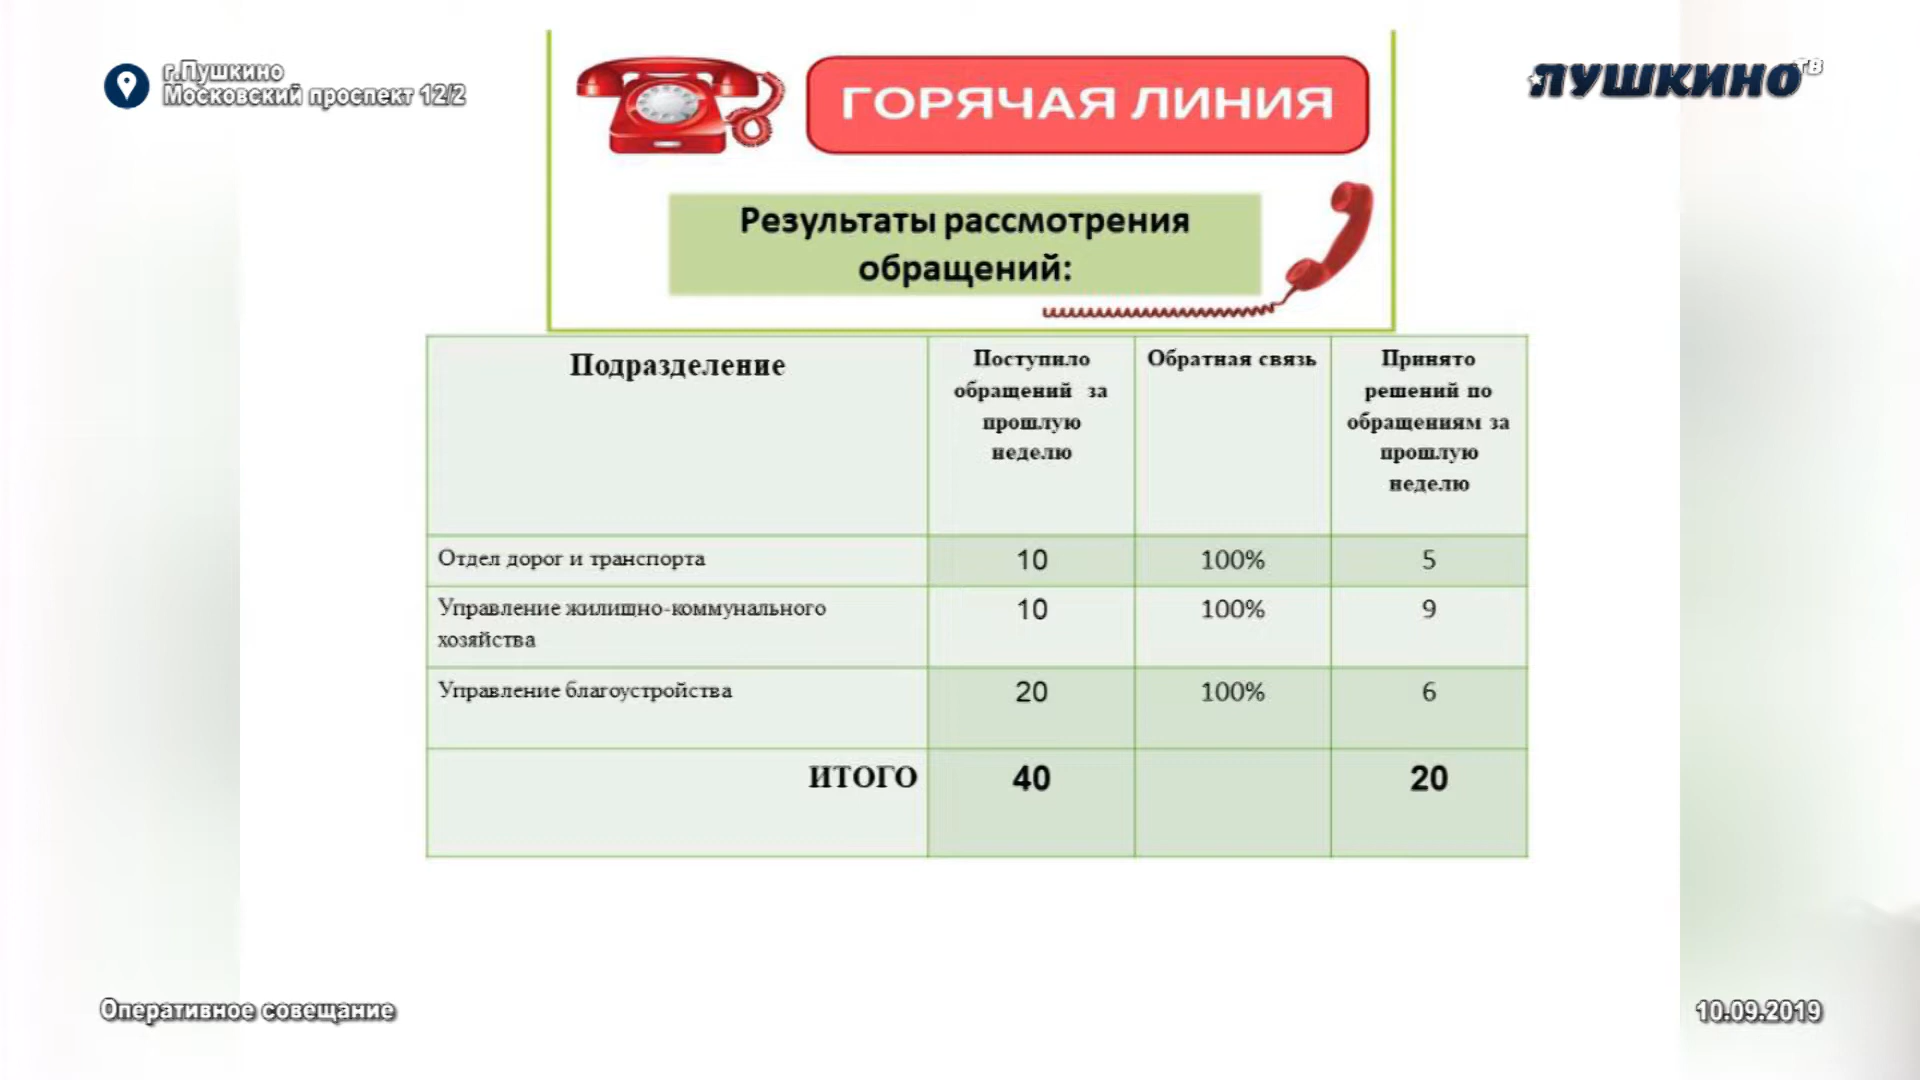 г.Пушкино
Московский проспект 12/2
ПУШКИНО ТВ
ГОРЯЧАЯ ЛИНИЯ
Результаты рассмотрения
обращений:
Подразделение
Поступило
обращений за
прошлую
неделю
Обратная связь
Принято
решений по
обращениям за
прошлую
неделю
Отдел дорог и транспорта
10
100%
5
Управление жилищно-коммунального
хозяйства
10
100%
9
Управление благоустройства
20
100%
6
ИТОГО
40
20
Оперативное совещание
10.09.2019